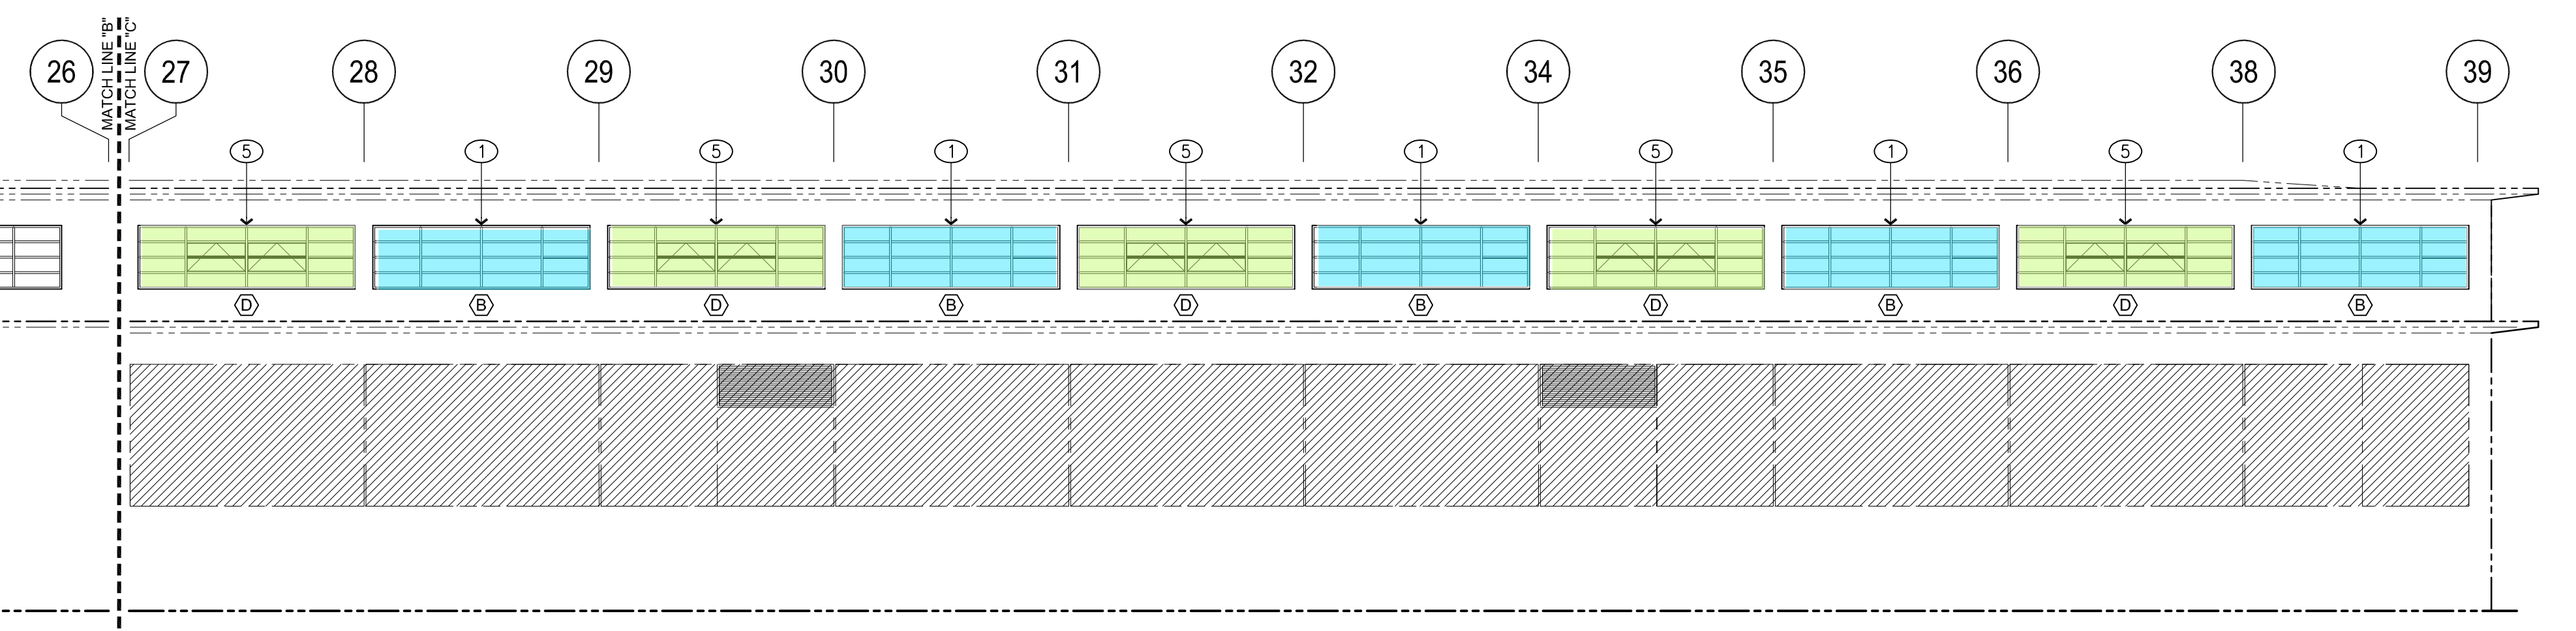 MATCH LINE "B"
MATCH LINE "C"
26 27 28 29 30 31 32 34 35 36 38 39
5 1 5 1 5 1 5 1 5 1
D B D B D B D B D B